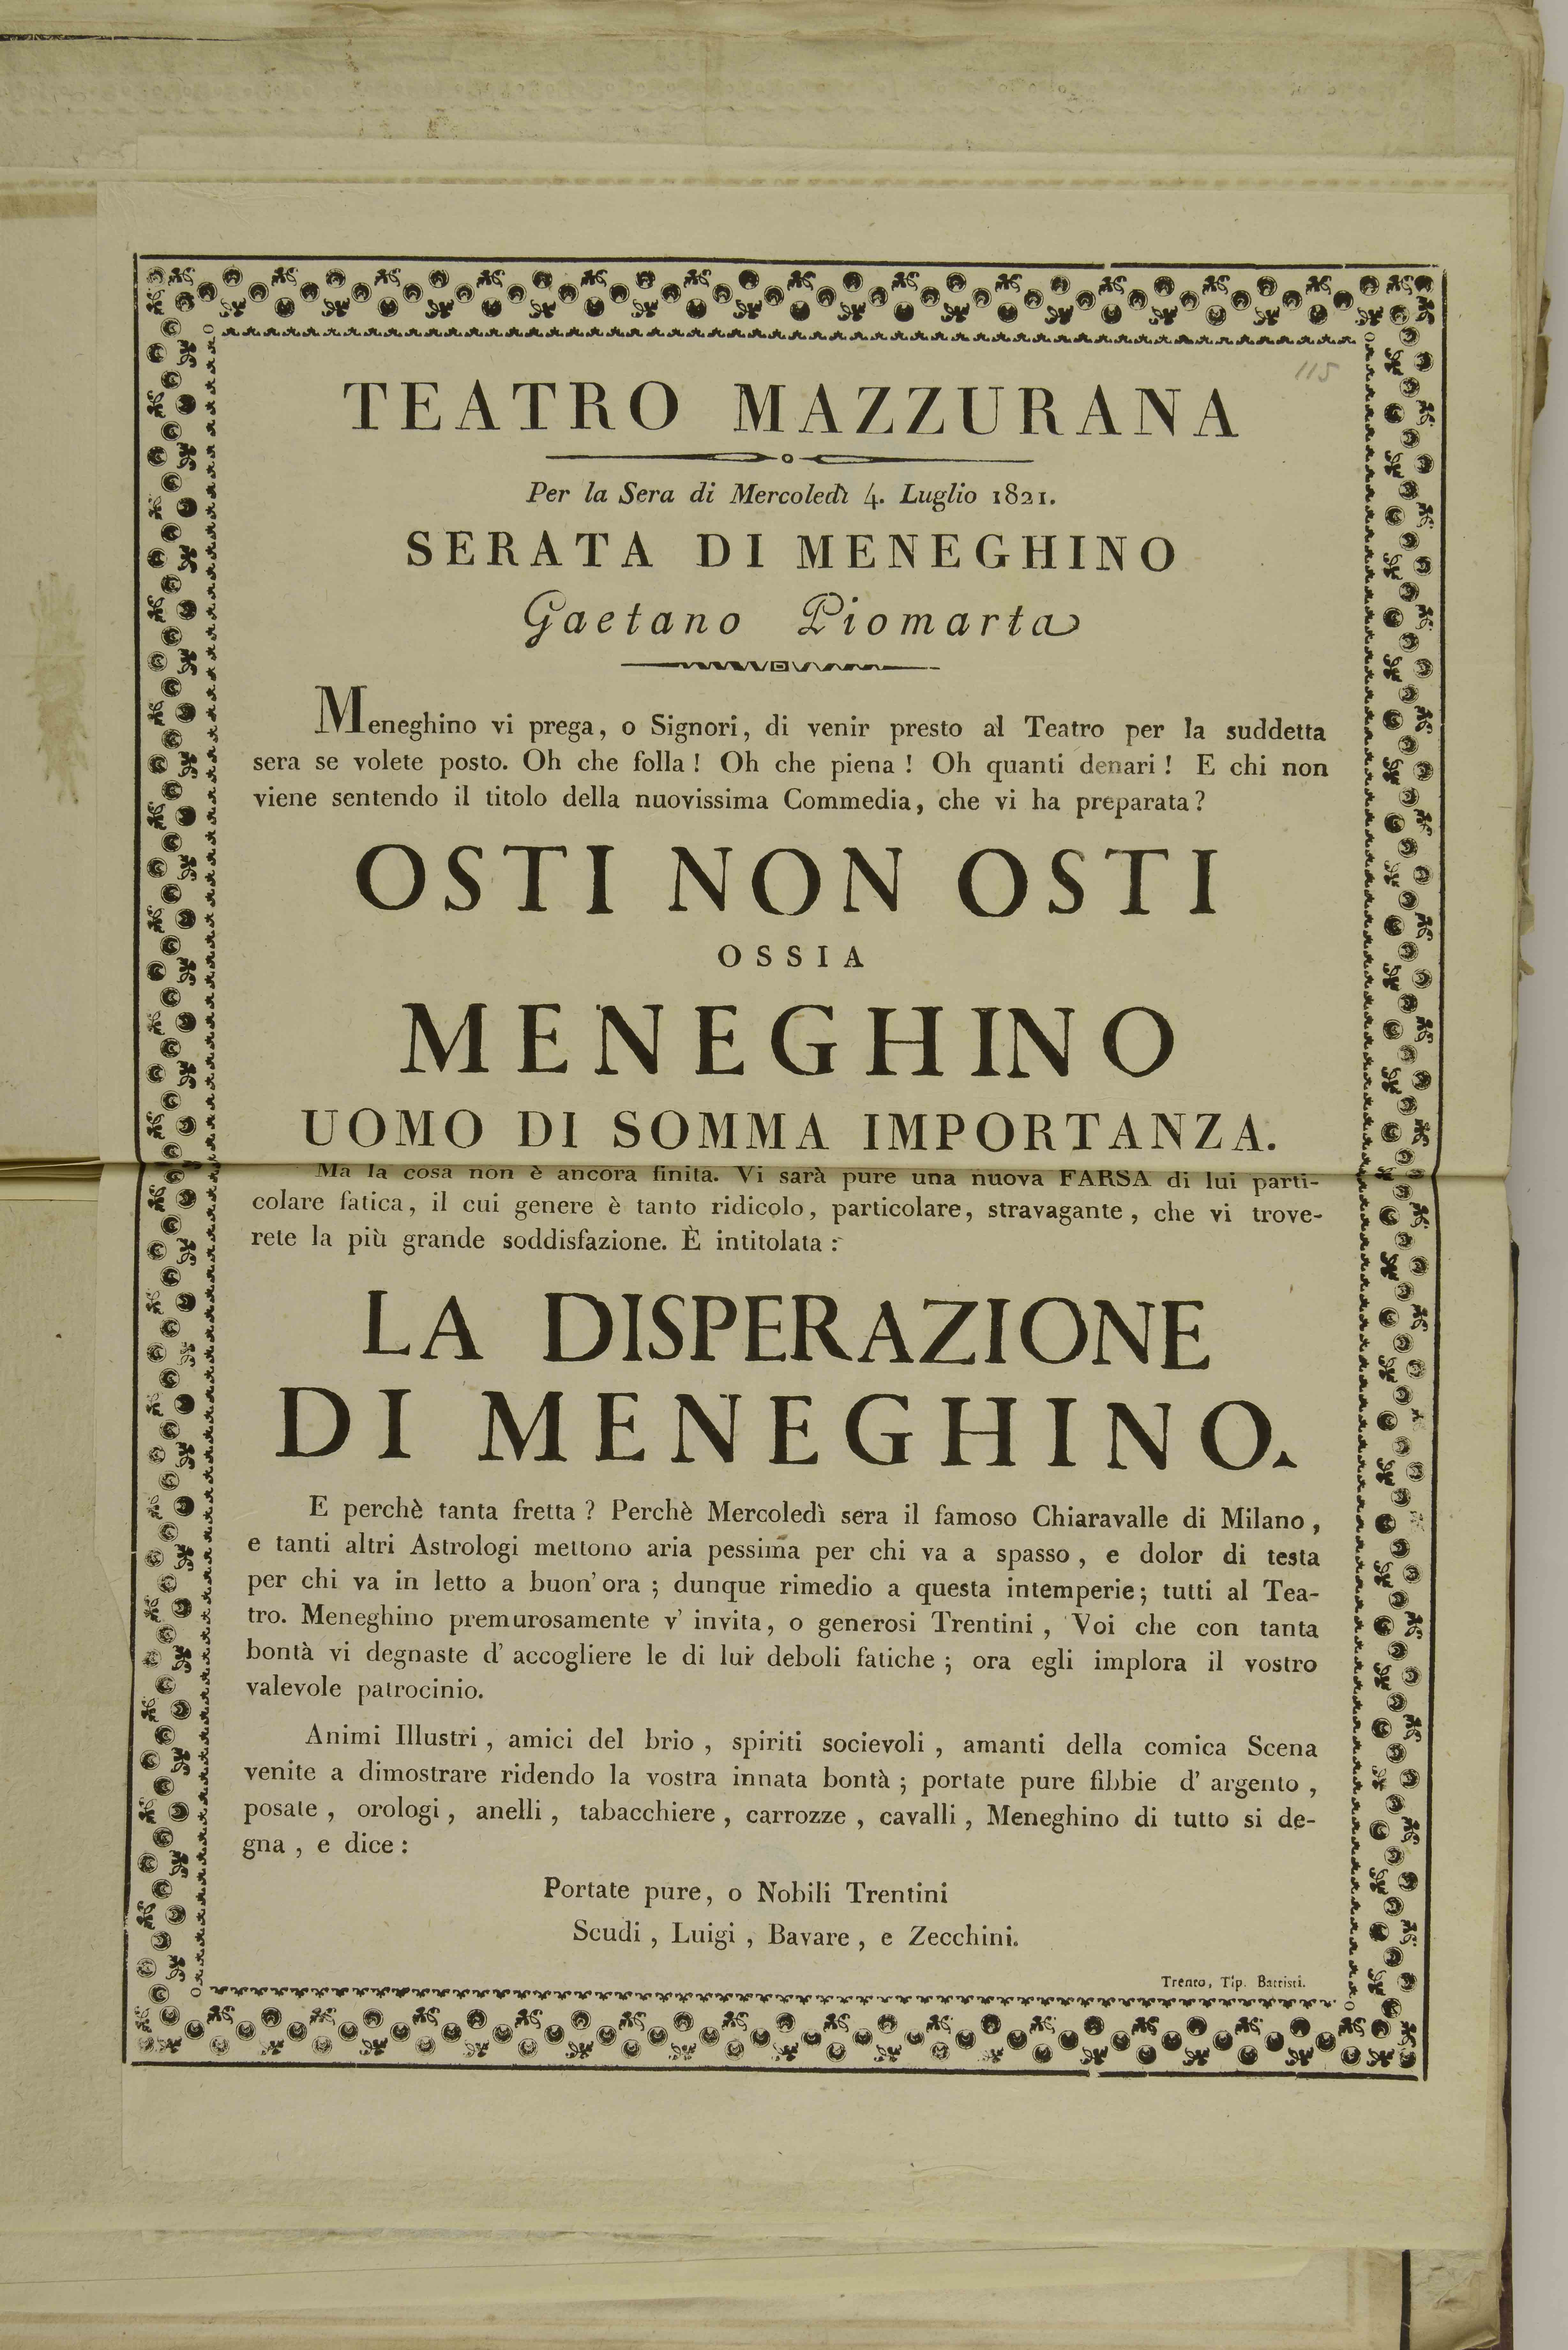 115
TEATRO MAZZURANA
Per la Sera di Mercoledì 4. Luglio 1821.
SERATA DI MENEGHINO
Gaetano Piomarta
Meneghino vi prega, o Signori, di venir presto al Teatro per la suddetta
sera se volete posto. Oh che folla! Oh che piena! Oh quanti denari! E chi non
viene sentendo il titolo della nuovissima Commedia, che vi ha preparata?
OSTI NON OSTI
OSSIA
MENEGHINO
UOMO DI SOMMA IMPORTANZA.
Ma la cosa non è ancora finita. Vi sarà pure una nuova FARSA di lui parti-
colare fatica, il cui genere è tanto ridicolo, particolare, stravagante, che vi trove-
rete la più grande soddisfazione. È intitolata:
LA DISPERAZIONE
DI MENEGHINO.
E perchè tanta fretta? Perchè Mercoledì sera il famoso Chiaravalle di Milano,
e tanti altri Astrologi mettono aria pessima per chi va a spasso, e dolor di testa
per chi va in letto a buon' ora; dunque rimedio a questa intemperie; tutti al Tea-
tro. Meneghino premurosamente v' invita, o generosi Trentini, Voi che con tanta
bontà vi degnaste d' accogliere le di lui deboli fatiche; ora egli implora il vostro
valevole patrocinio.
Animi Illustri, amici del brio, spiriti socievoli, amanti della comica Scena
venite a dimostrare ridendo la vostra innata bontà; portate pure fibbie d' argento,
posate, orologi, anelli, tabacchiere, carrozze, cavalli, Meneghino di tutto si de-
gna, e dice:
Portate pure, o Nobili Trentini
Scudi, Luigi, Bavare, e Zecchini.
Trento, Tip. Battisti.